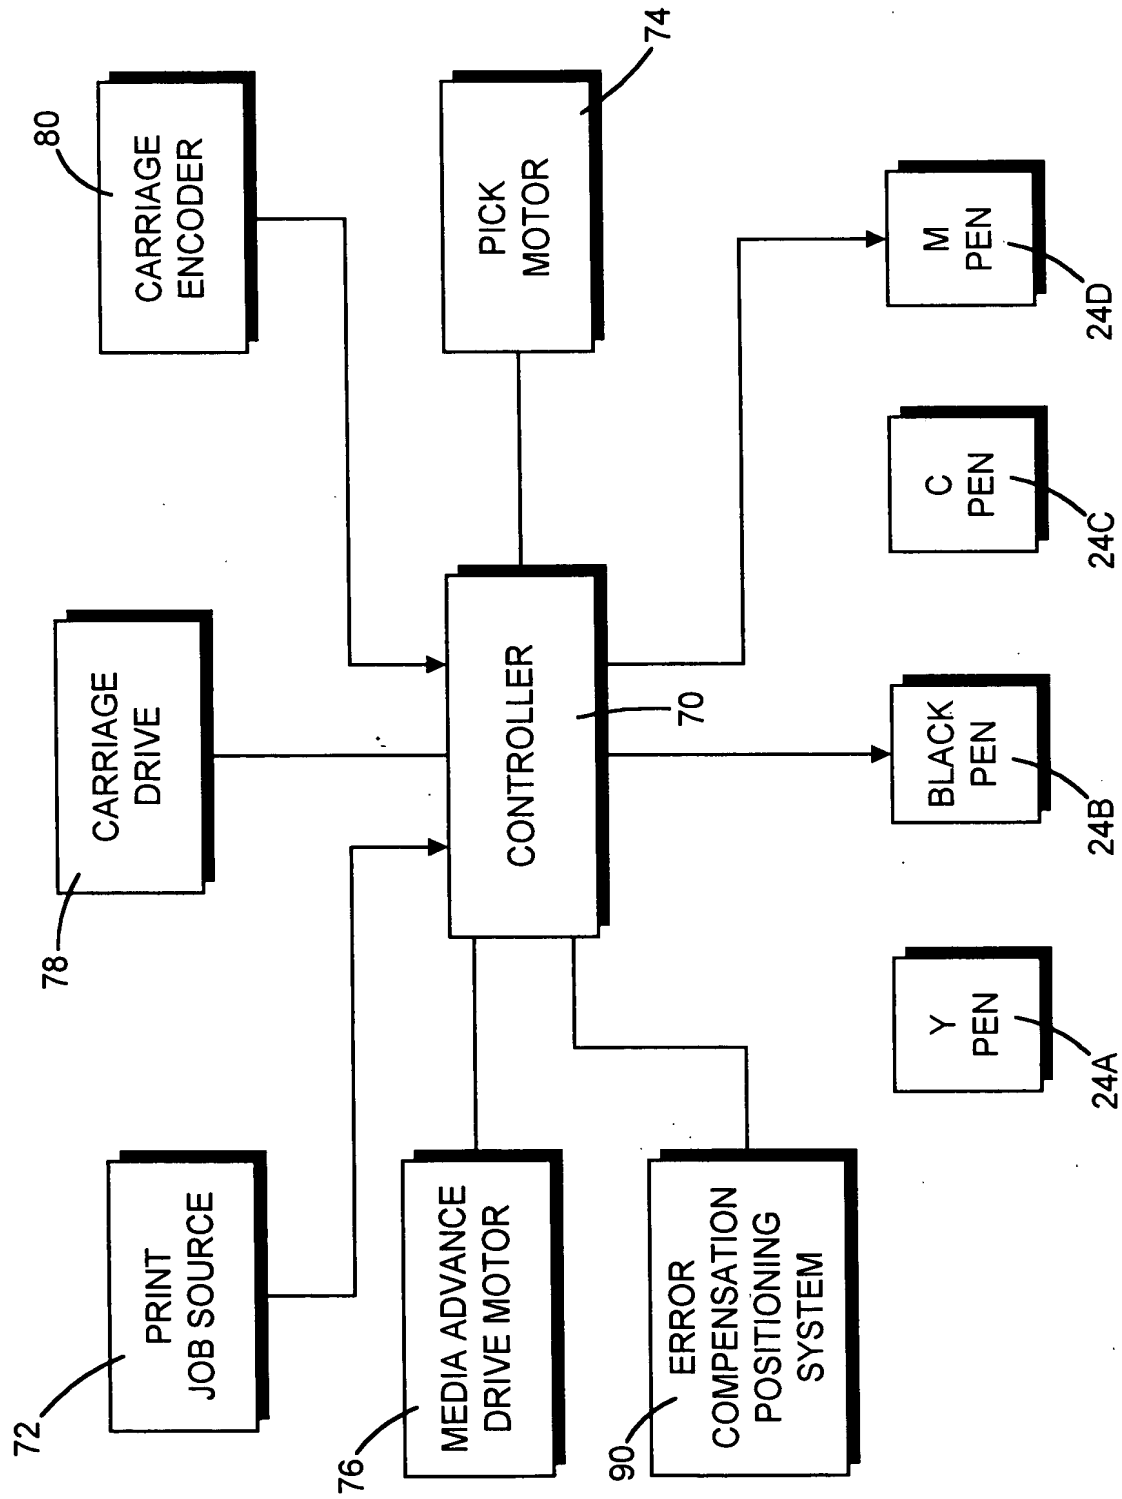 72
PRINT
JOB SOURCE
78
CARRIAGE
DRIVE
80
CARRIAGE
ENCODER
76
MEDIA ADVANCE
DRIVE MOTOR
CONTROLLER
70
PICK
MOTOR
74
90
ERROR
COMPENSATION
POSITIONING
SYSTEM
Y
PEN
24A
BLACK
PEN
24B
C
PEN
24C
M
PEN
24D